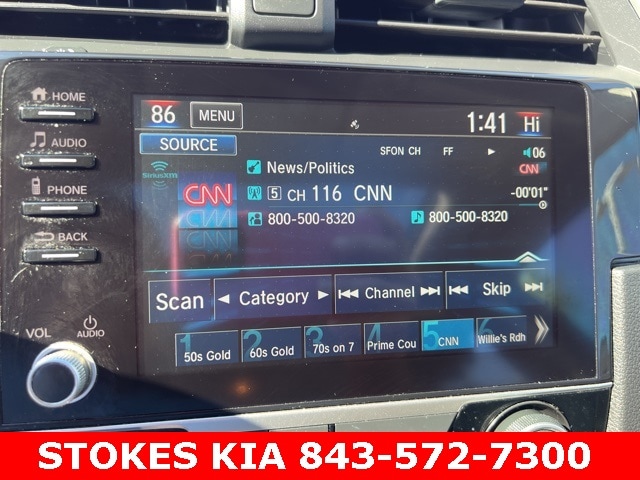 HOME
AUDIO
PHONE
BACK
VOL
AUDIO
86 MENU 1:41 Hi
SOURCE SFON CH FF 06
SiriusXM CNN News/Politics CNN
5 CH 116 CNN -00'01"
800-500-8320 800-500-8320
Scan Category Channel Skip
1 50s Gold
2 60s Gold
3 70s on 7
4 Prime Cou
5 CNN
6 Willie's Rdh
STOKES KIA 843-572-7300